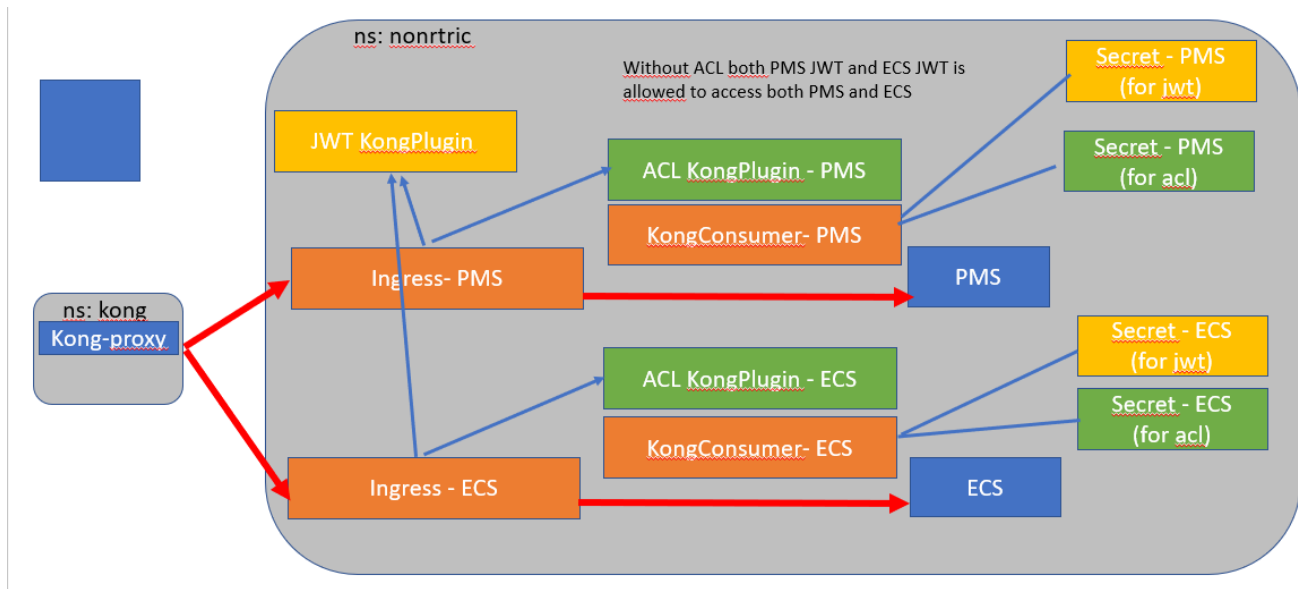 ns: nonrtric
Without ACL both PMS JWT and ECS JWT is
allowed to access both PMS and ECS
Secret - PMS
(for jwt)
JWT KongPlugin
ACL KongPlugin - PMS
Secret - PMS
(for acl)
KongConsumer- PMS
Ingress- PMS
PMS
ns: kong
Kong-proxy
Secret - ECS
(for jwt)
ACL KongPlugin - ECS
Secret - ECS
(for acl)
KongConsumer- ECS
Ingress - ECS
ECS